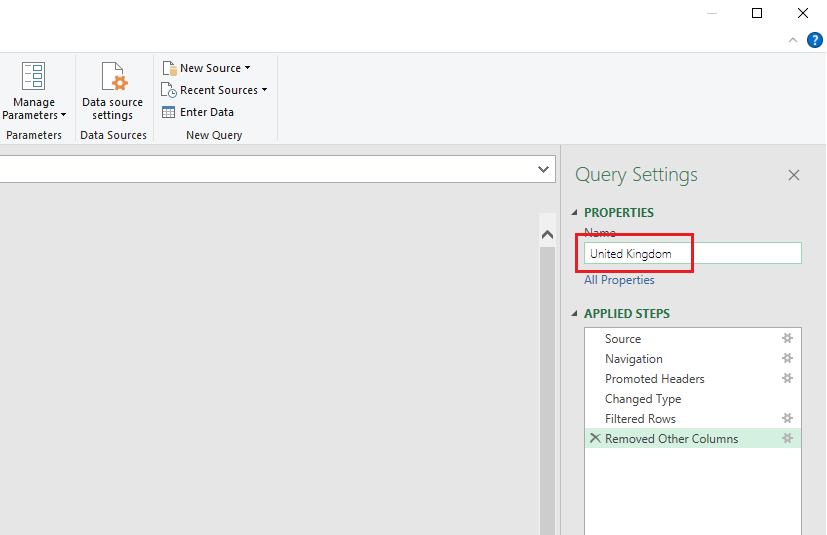 ?
Manage
Parameters
Parameters
Data source
settings
Data Sources
New Source
Recent Sources
Enter Data
New Query
Query Settings
PROPERTIES
Name
United Kingdom
All Properties
APPLIED STEPS
Source
Navigation
Promoted Headers
Changed Type
Filtered Rows
Removed Other Columns